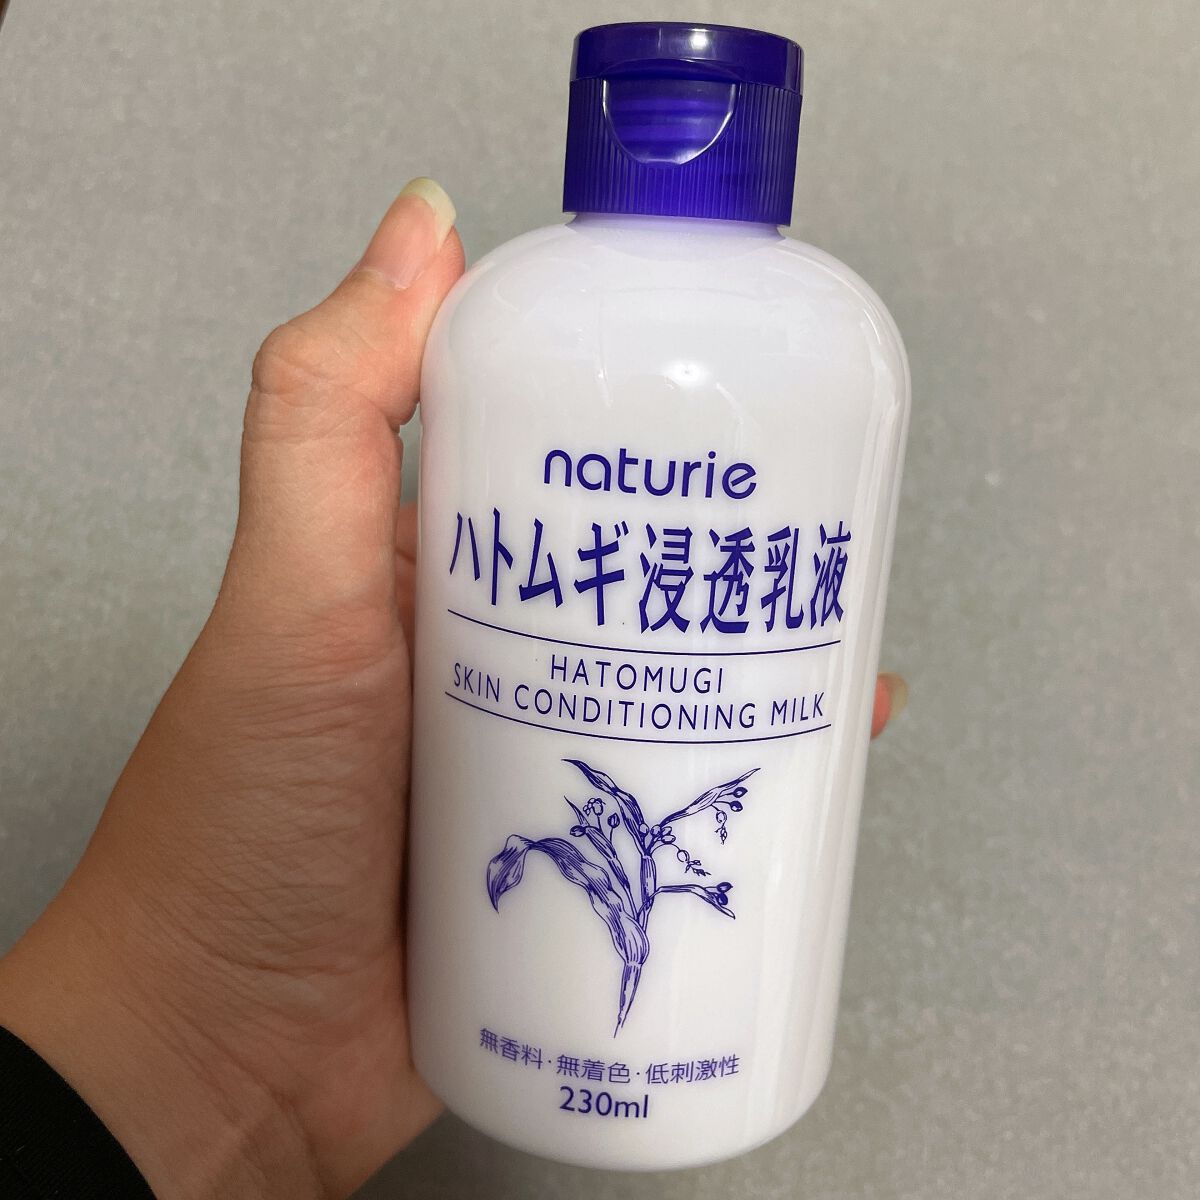 naturie
ハトムギ浸透乳液
HATOMUGI
SKIN CONDITIONING MILK
無香料・無着色・低刺激性
230ml